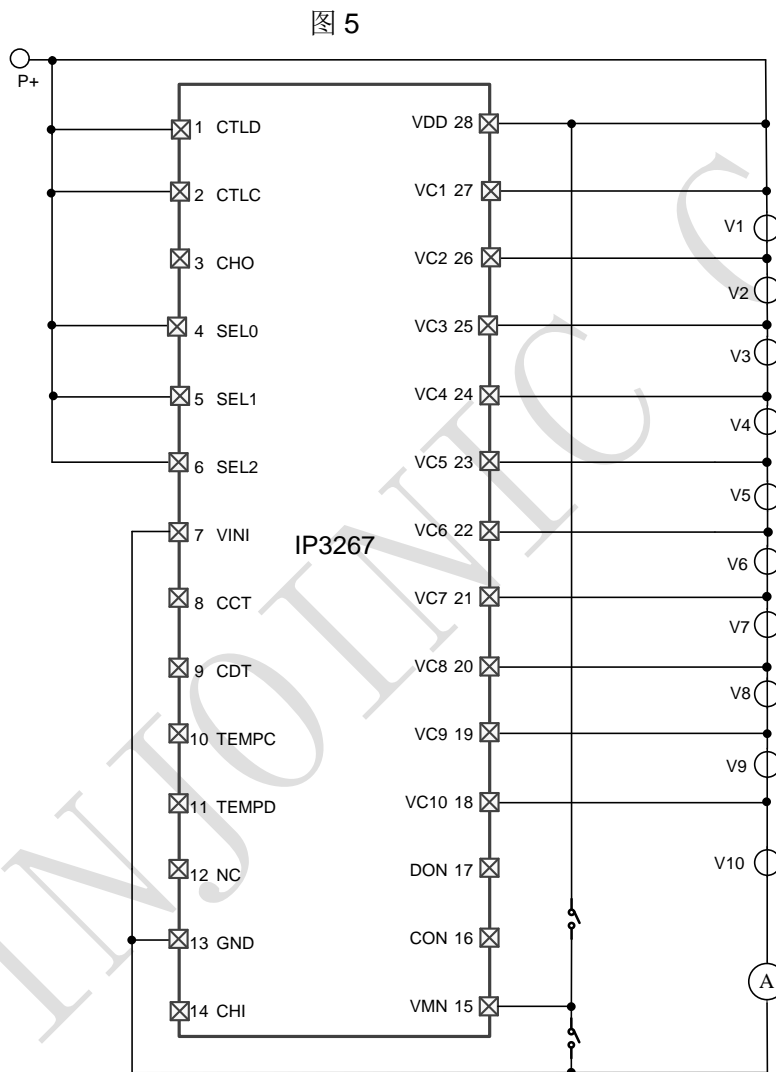 图 5
P+
1 CTLD
2 CTLC
3 CHO
4 SEL0
5 SEL1
6 SEL2
7 VINI
8 CCT
9 CDT
10 TEMPC
11 TEMPD
12 NC
13 GND
14 CHI
IP3267
VDD 28
VC1 27
VC2 26
VC3 25
VC4 24
VC5 23
VC6 22
VC7 21
VC8 20
VC9 19
VC10 18
DON 17
CON 16
VMN 15
V1
V2
V3
V4
V5
V6
V7
V8
V9
V10
A
INJOINIC C